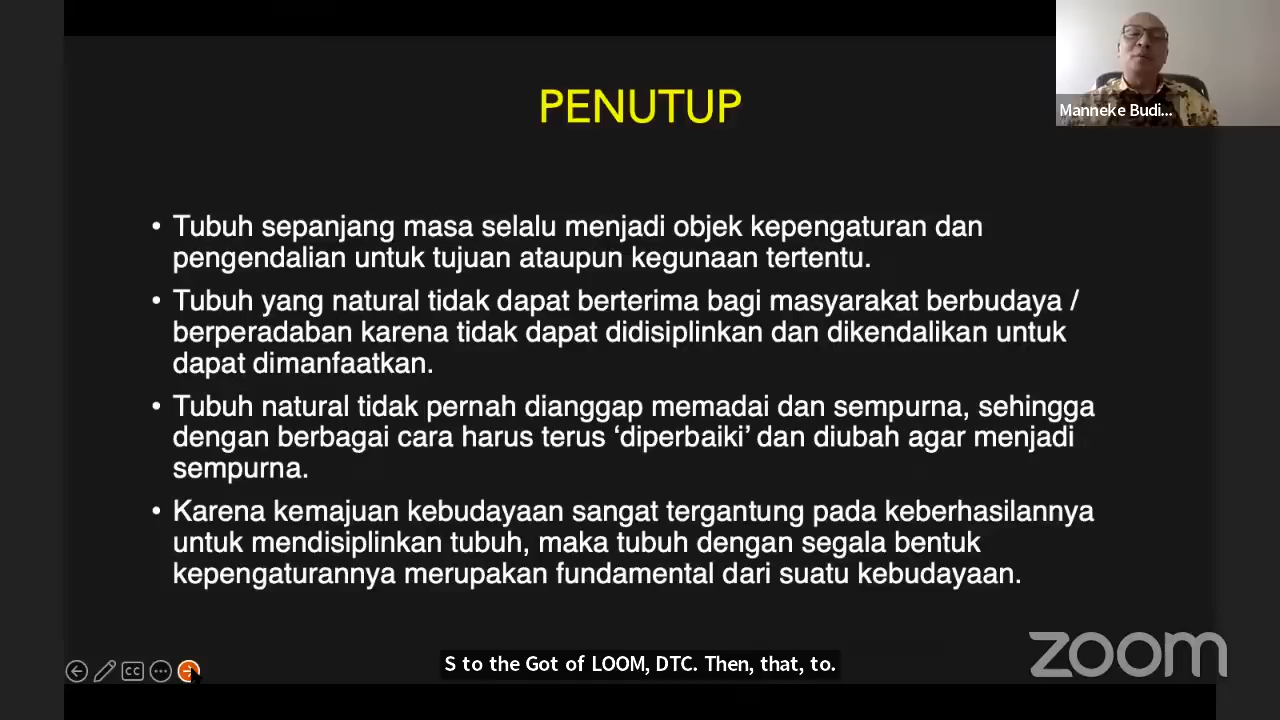 PENUTUP
Manneke Budi...
• Tubuh sepanjang masa selalu menjadi objek kepengaturan dan
pengendalian untuk tujuan ataupun kegunaan tertentu.
• Tubuh yang natural tidak dapat berterima bagi masyarakat berbudaya /
berperadaban karena tidak dapat didisiplinkan dan dikendalikan untuk
dapat dimanfaatkan.
• Tubuh natural tidak pernah dianggap memadai dan sempurna, sehingga
dengan berbagai cara harus terus ‘diperbaiki’ dan diubah agar menjadi
sempurna.
• Karena kemajuan kebudayaan sangat tergantung pada keberhasilannya
untuk mendisiplinkan tubuh, maka tubuh dengan segala bentuk
kepengaturannya merupakan fundamental dari suatu kebudayaan.
CC
S to the Got of LOOM, DTC. Then, that, to.
zoom